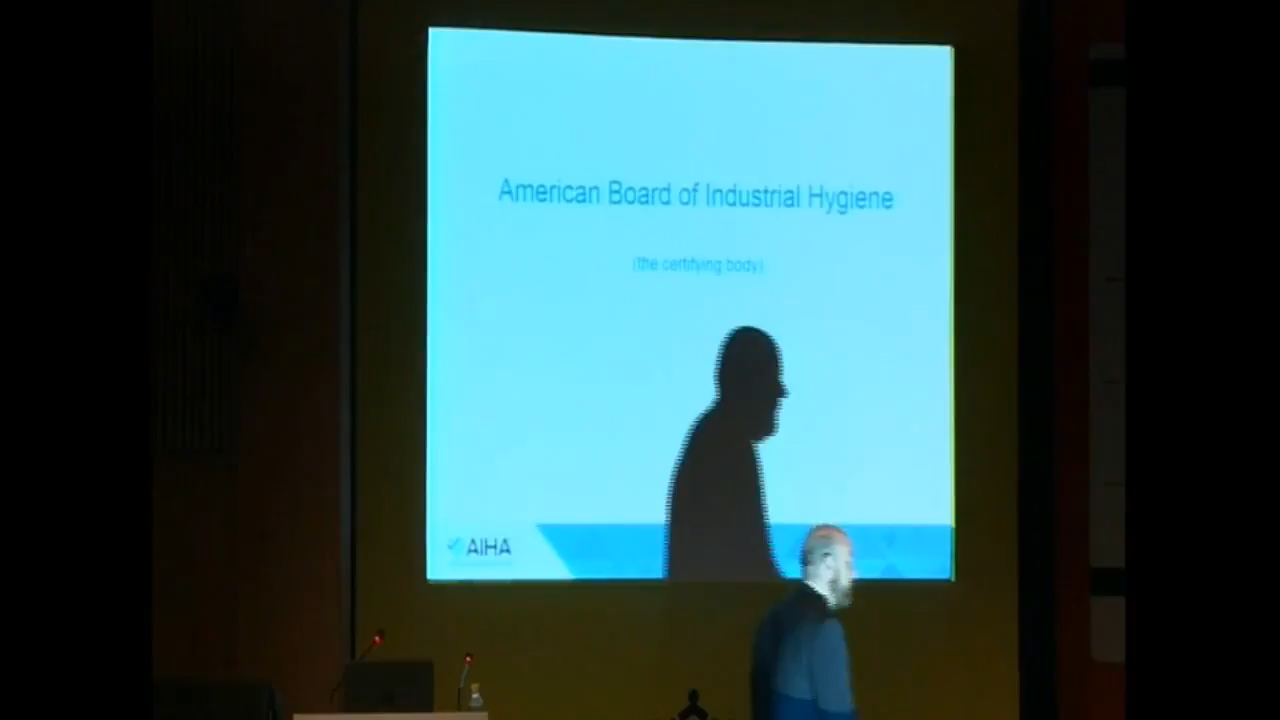 American Board of Industrial Hygiene
(the certifying body)
AIHA